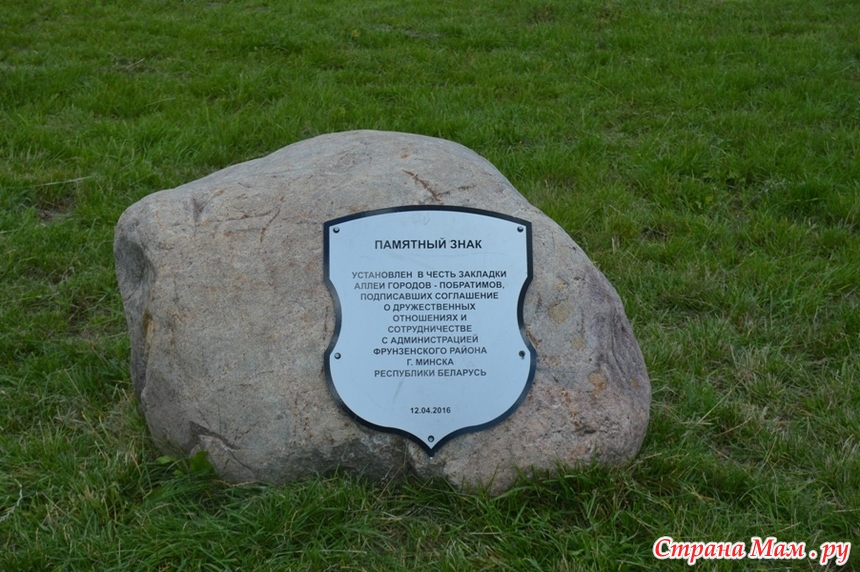 ПАМЯТНЫЙ ЗНАК
УСТАНОВЛЕН В ЧЕСТЬ ЗАКЛАДКИ
АЛЛЕИ ГОРОДОВ - ПОБРАТИМОВ,
ПОДПИСАВШИХ СОГЛАШЕНИЕ
О ДРУЖЕСТВЕННЫХ
ОТНОШЕНИЯХ И
СОТРУДНИЧЕСТВЕ
С АДМИНИСТРАЦИЕЙ
ФРУНЗЕНСКОГО РАЙОНА
Г. МИНСКА
РЕСПУБЛИКИ БЕЛАРУСЬ
12.04.2016
Страна Мам.ру